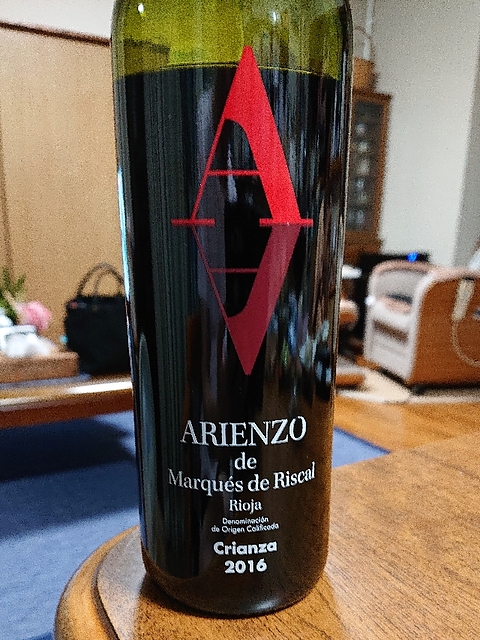 ARIENZO
de
Marqués de Riscal
Rioja
Denominación
de Origen Calificada
Crianza
2016